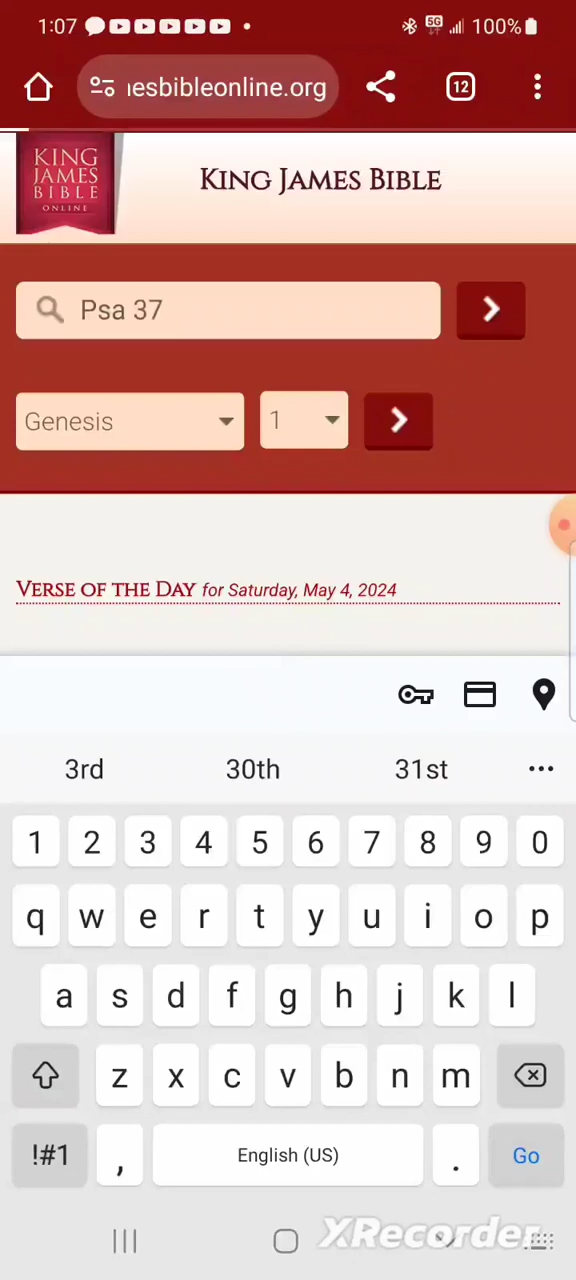 1:07 5G 100%
nesbibleonline.org 12
KING
JAMES
BIBLE
ONLINE
KING JAMES BIBLE
Psa 37
Genesis 1
VERSE OF THE DAY for Saturday, May 4, 2024
3rd 30th 31st ...
1 2 3 4 5 6 7 8 9 0
q w e r t y u i o p
a s d f g h j k l
z x c v b n m
!#1 , English (US) . Go
XRecorder